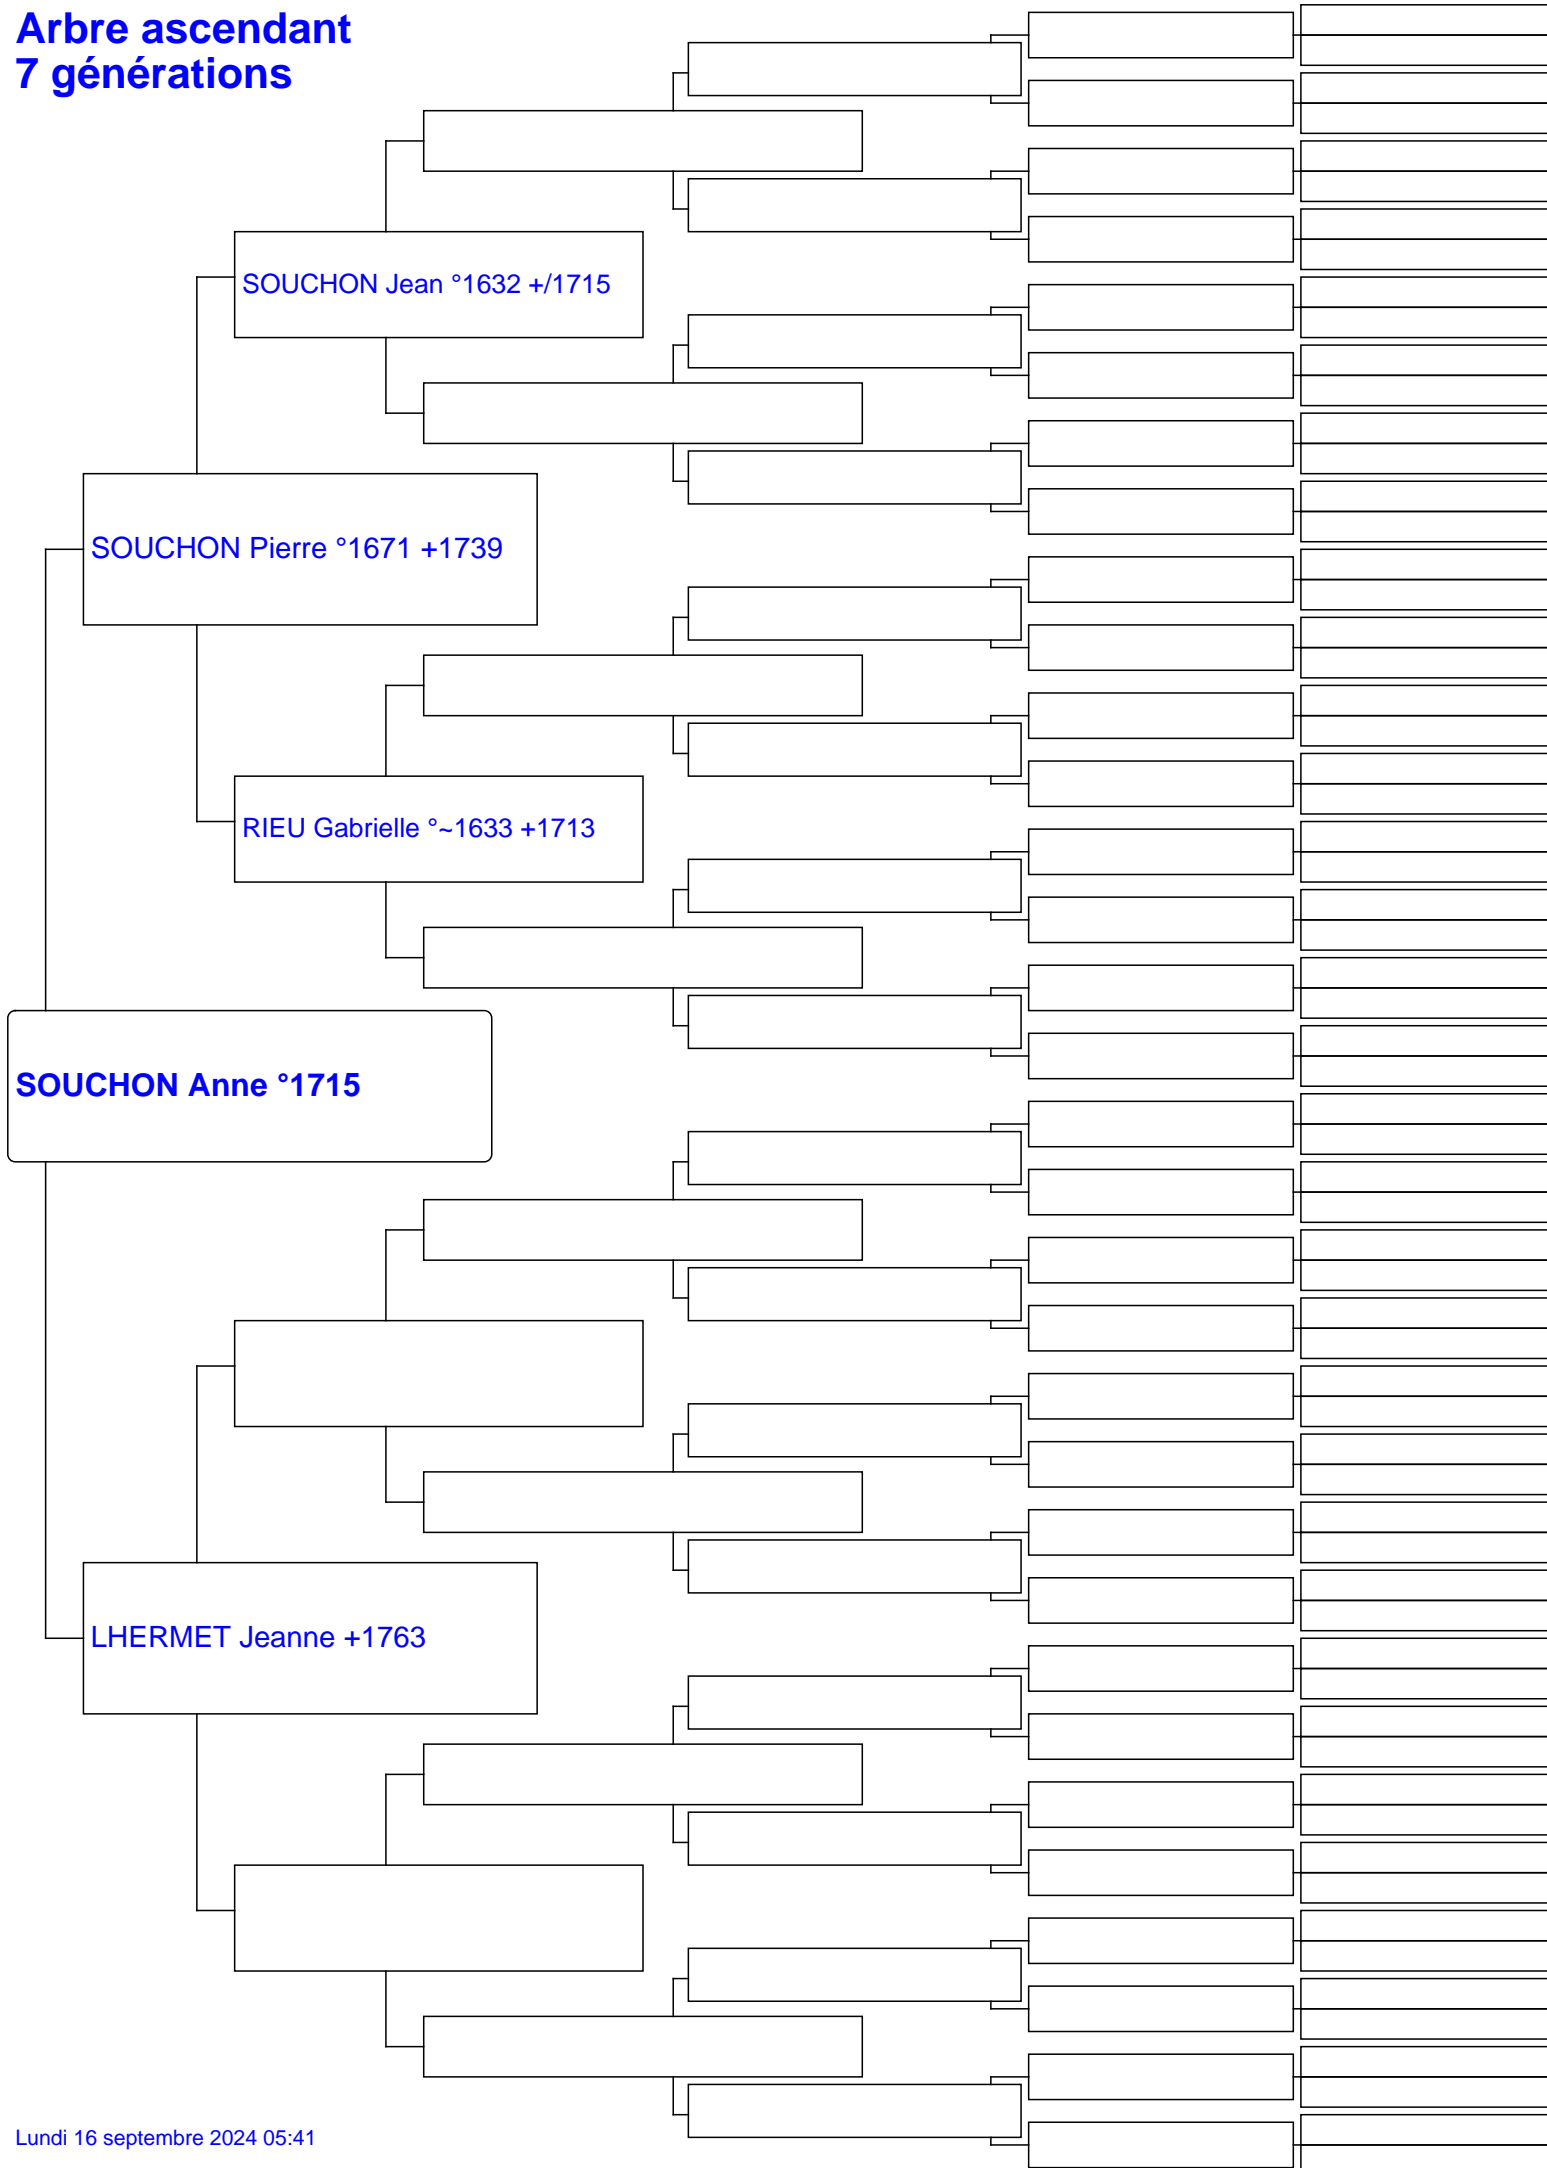 Arbre ascendant
7 générations
SOUCHON Jean °1632 +/1715
SOUCHON Pierre °1671 +1739
RIEU Gabrielle °~1633 +1713
SOUCHON Anne °1715
LHERMET Jeanne +1763
Lundi 16 septembre 2024 05:41